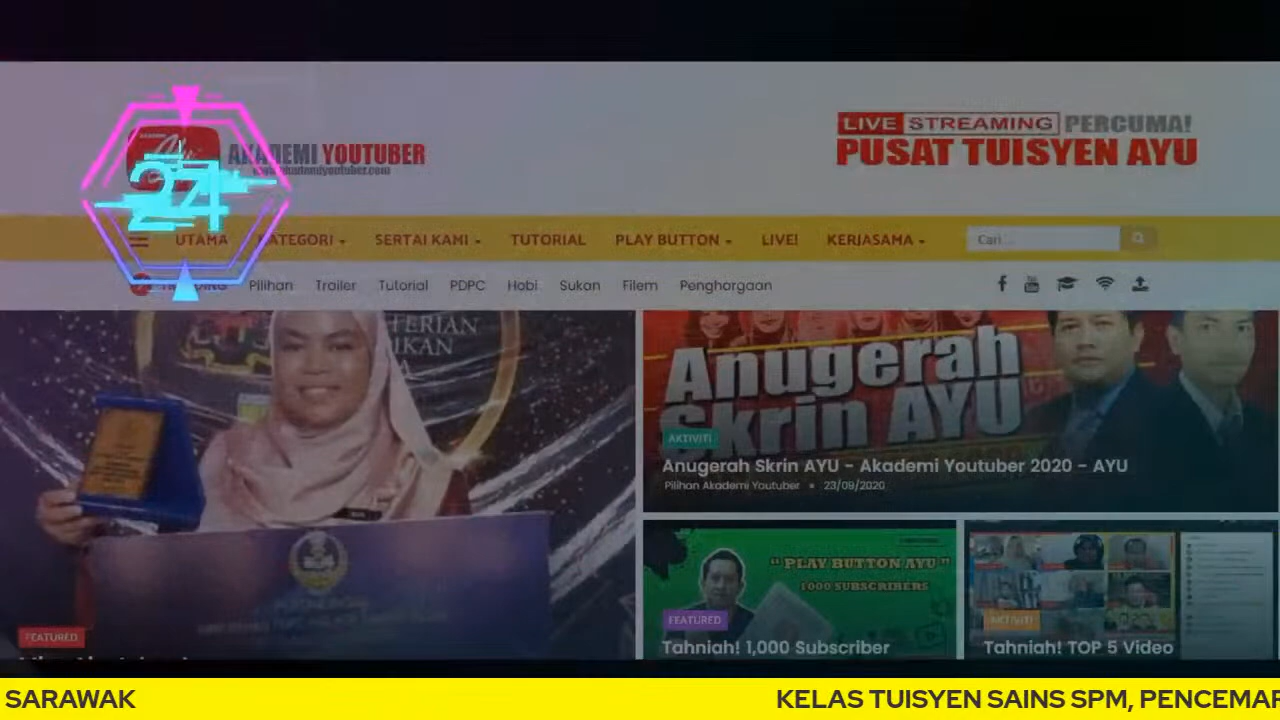 LIVE STREAMING PERCUMA!
PUSAT TUISYEN AYU
AKADEMI YOUTUBER
24
UTAMA KATEGORI SERTAI KAMI TUTORIAL PLAY BUTTON LIVE! KERJASAMA Cari...
TRENDING Pilihan Trailer Tutorial PDPC Hobi Sukan Filem Penghargaan
Anugerah
Skrin AYU
AKTIVITI
Anugerah Skrin AYU - Akademi Youtuber 2020 - AYU
Pilihan Akademi Youtuber 23/09/2020
" PLAY BUTTON AYU "
1000 SUBSCRIBERS
FEATURED
Tahniah! 1,000 Subscriber
AKTIVITI
Tahniah! TOP 5 Video
FEATURED
SARAWAK KELAS TUISYEN SAINS SPM, PENCEMAR